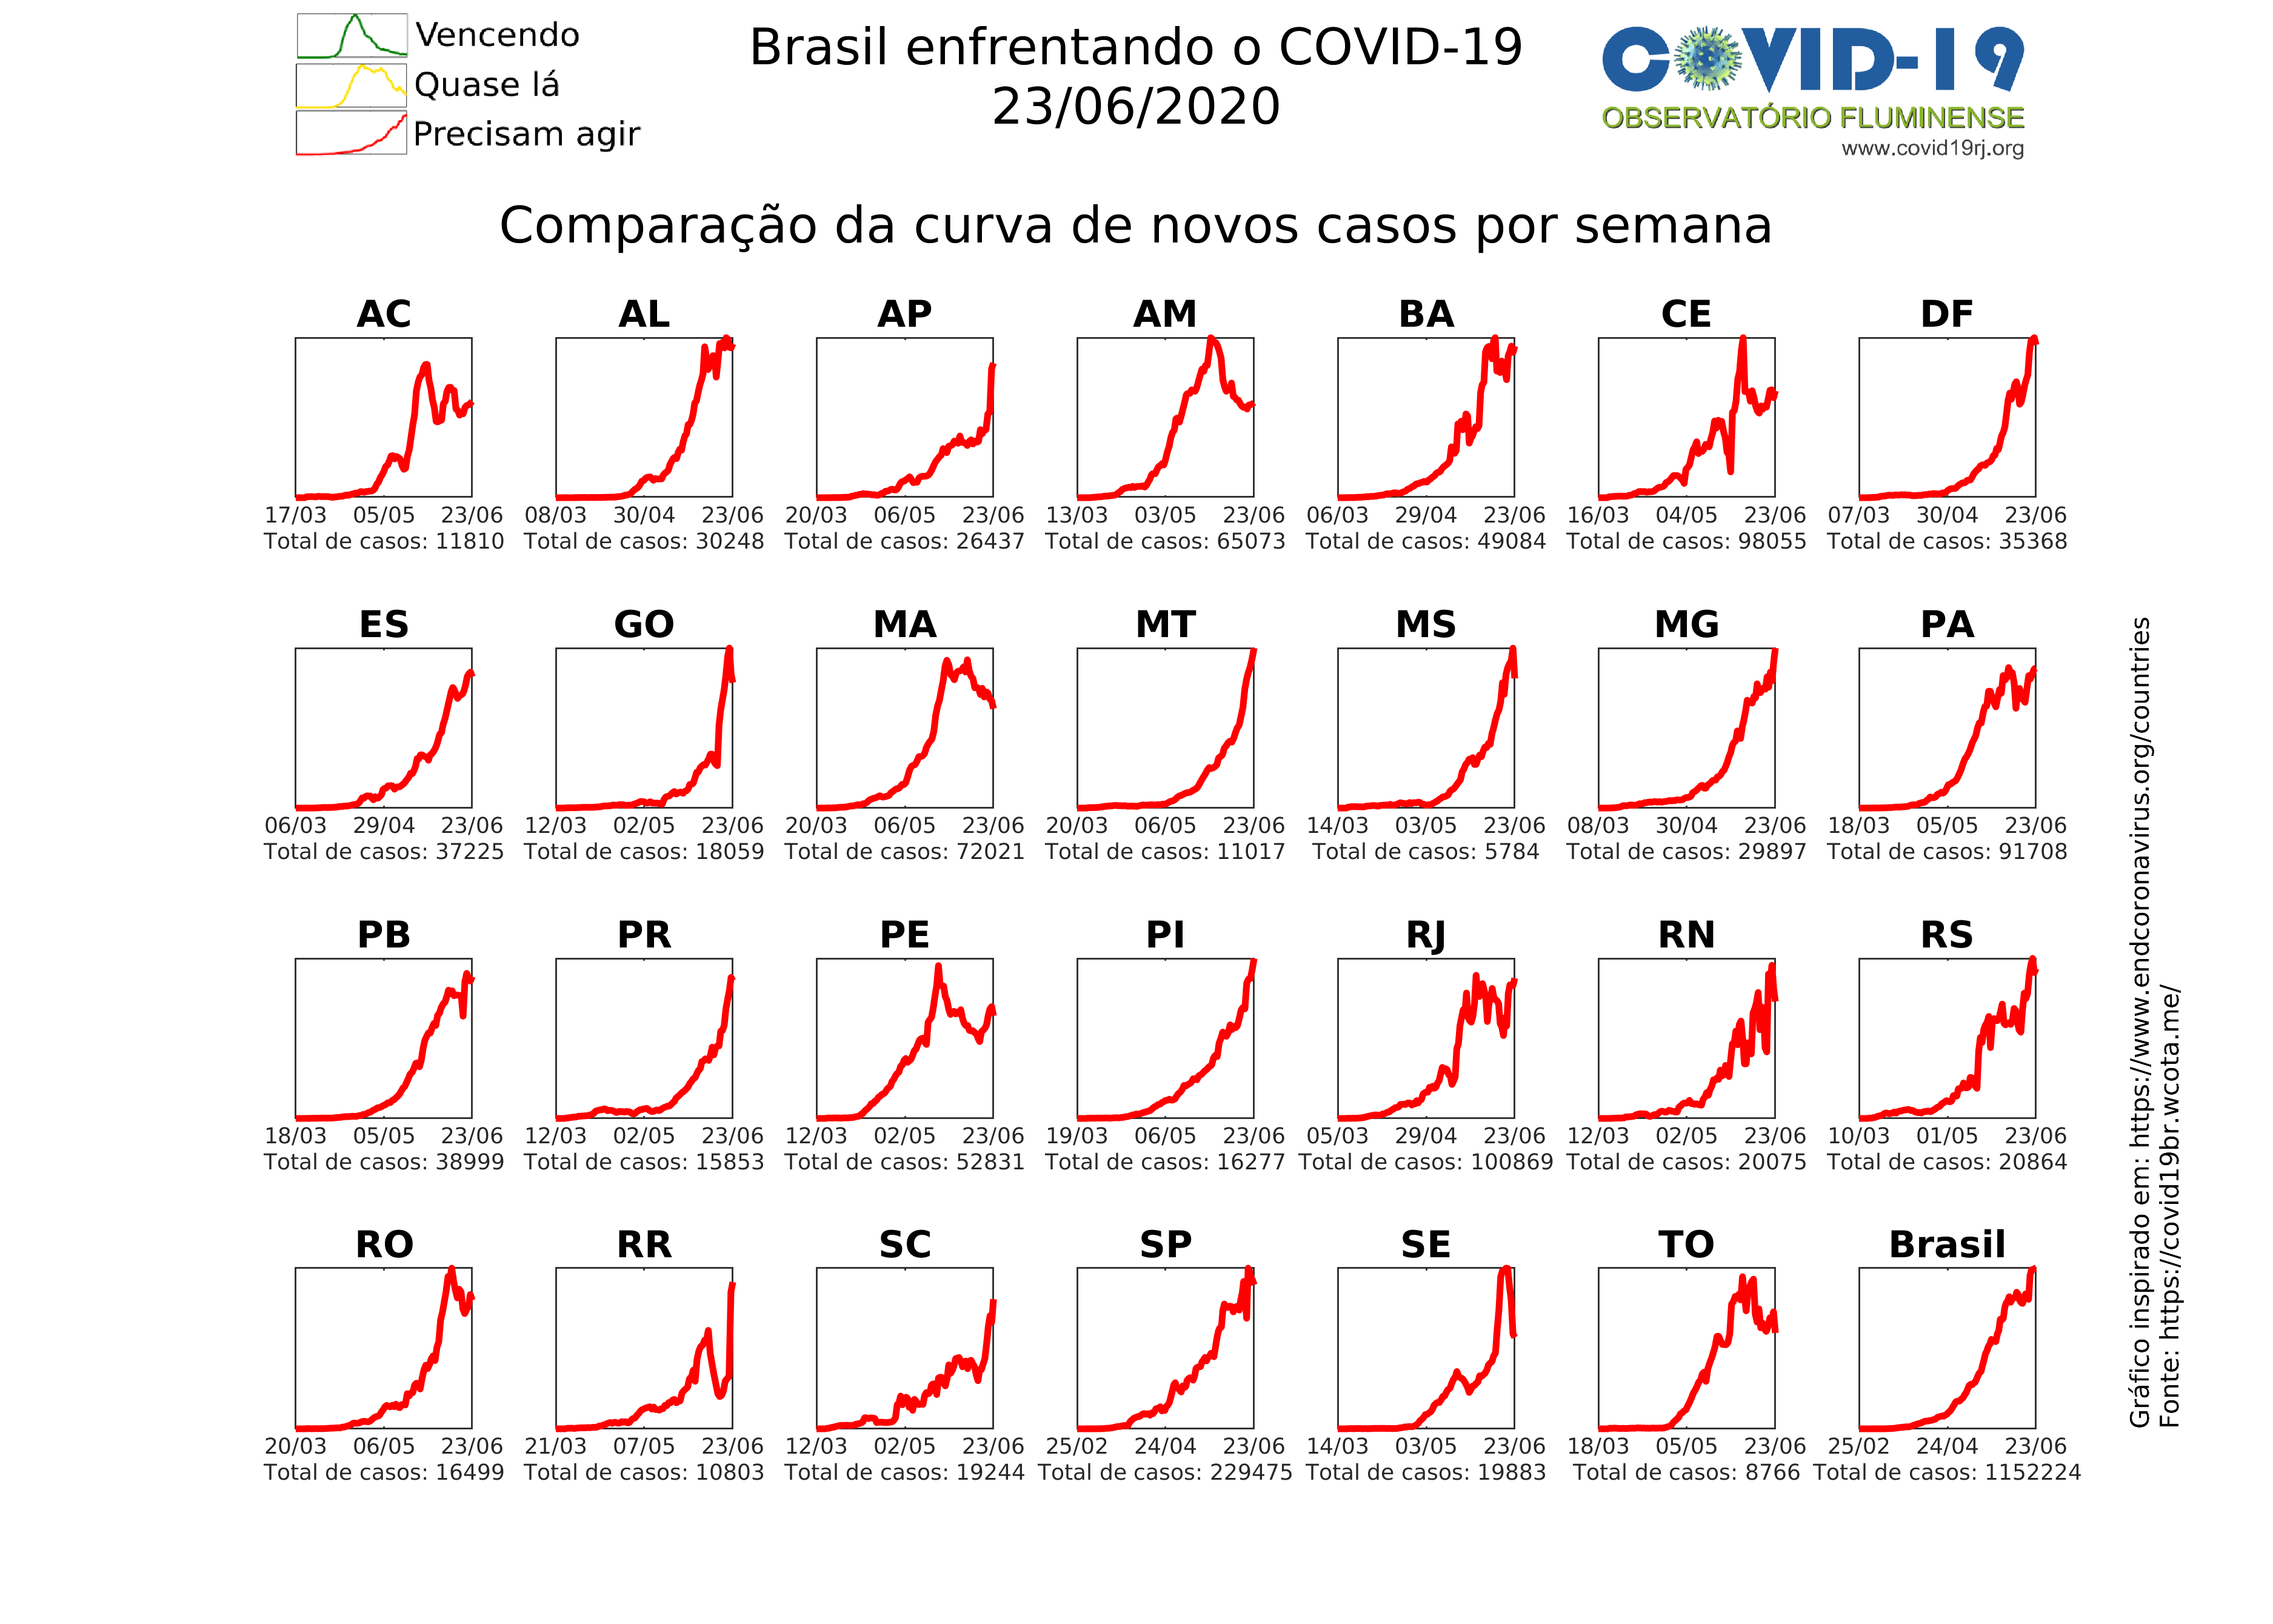 Vencendo
Quase lá
Precisam agir
Brasil enfrentando o COVID-19
23/06/2020
COVID-19
OBSERVATÓRIO FLUMINENSE
www.covid19rj.org
Comparação da curva de novos casos por semana
AC
17/03 05/05 23/06
Total de casos: 11810
AL
08/03 30/04 23/06
Total de casos: 30248
AP
20/03 06/05 23/06
Total de casos: 26437
AM
13/03 03/05 23/06
Total de casos: 65073
BA
06/03 29/04 23/06
Total de casos: 49084
CE
16/03 04/05 23/06
Total de casos: 98055
DF
07/03 30/04 23/06
Total de casos: 35368
ES
06/03 29/04 23/06
Total de casos: 37225
GO
12/03 02/05 23/06
Total de casos: 18059
MA
20/03 06/05 23/06
Total de casos: 72021
MT
20/03 06/05 23/06
Total de casos: 11017
MS
14/03 03/05 23/06
Total de casos: 5784
MG
08/03 30/04 23/06
Total de casos: 29897
PA
18/03 05/05 23/06
Total de casos: 91708
PB
18/03 05/05 23/06
Total de casos: 38999
PR
12/03 02/05 23/06
Total de casos: 15853
PE
12/03 02/05 23/06
Total de casos: 52831
PI
19/03 06/05 23/06
Total de casos: 16277
RJ
05/03 29/04 23/06
Total de casos: 100869
RN
12/03 02/05 23/06
Total de casos: 20075
RS
10/03 01/05 23/06
Total de casos: 20864
RO
20/03 06/05 23/06
Total de casos: 16499
RR
21/03 07/05 23/06
Total de casos: 10803
SC
12/03 02/05 23/06
Total de casos: 19244
SP
25/02 24/04 23/06
Total de casos: 229475
SE
14/03 03/05 23/06
Total de casos: 19883
TO
18/03 05/05 23/06
Total de casos: 8766
Brasil
25/02 24/04 23/06
Total de casos: 1152224
Gráfico inspirado em: https://www.endcoronavirus.org/countries
Fonte: https://covid19br.wcota.me/